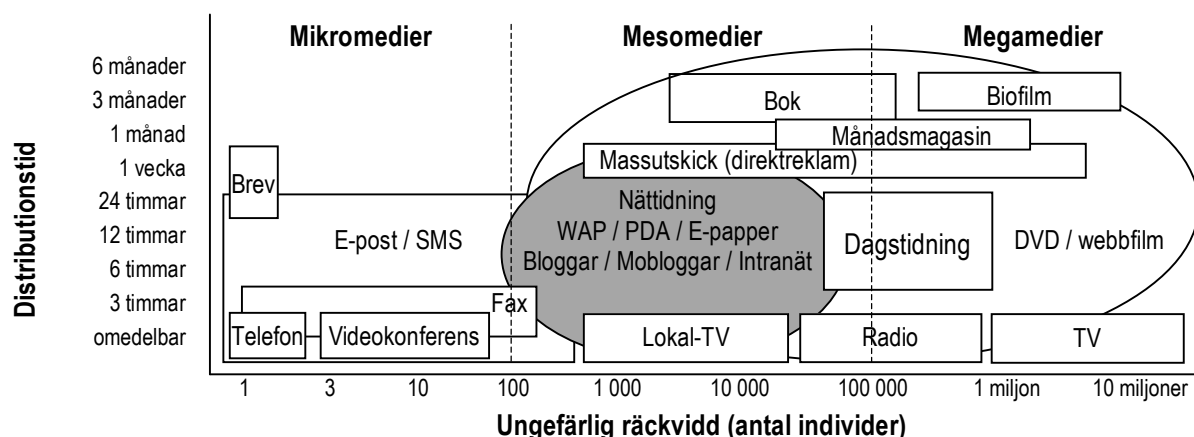 Mikromedier
Mesomedier
Megamedier
Distributionstid
6 månader
3 månader
1 månad
1 vecka
24 timmar
12 timmar
6 timmar
3 timmar
omedelbar
Bok
Biofilm
Månadsmagasin
Massutskick (direktreklam)
Brev
Nättidning
WAP / PDA / E-papper
Bloggar / Mobloggar / Intranät
E-post / SMS
Dagstidning
DVD / webbfilm
Fax
Telefon
Videokonferens
Lokal-TV
Radio
TV
1
3
10
100
1 000
10 000
100 000
1 miljon
10 miljoner
Ungefärlig räckvidd (antal individer)